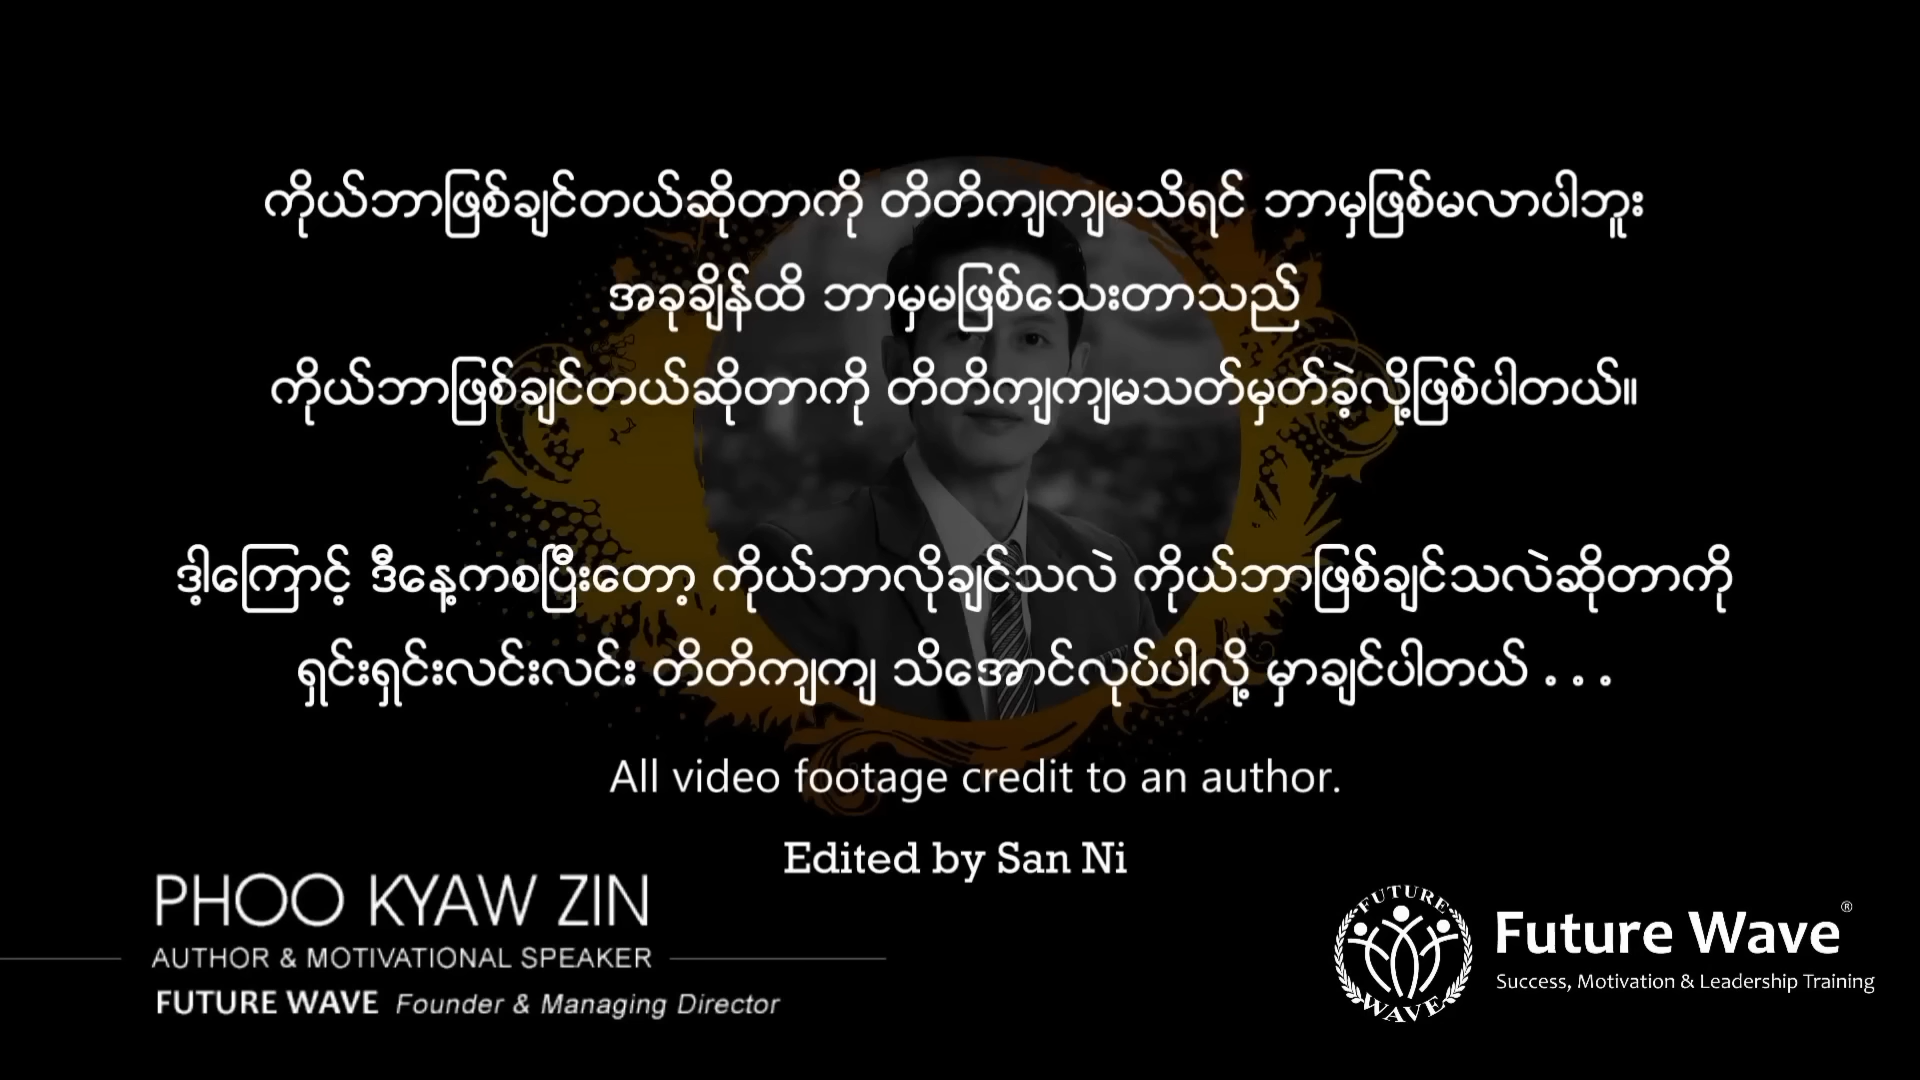 ကိုယ်ဘာဖြစ်ချင်တယ်ဆိုတာကို တိတိကျကျမသိရင် ဘာမှဖြစ်မလာပါဘူး
အခုချိန်ထိ ဘာမှမဖြစ်သေးတာသည်
ကိုယ်ဘာဖြစ်ချင်တယ်ဆိုတာကို တိတိကျကျမသတ်မှတ်ခဲ့လို့ဖြစ်ပါတယ်။
ဒါ့ကြောင့် ဒီနေ့ကစပြီးတော့ ကိုယ်ဘာလိုချင်သလဲ ကိုယ်ဘာဖြစ်ချင်သလဲဆိုတာကို
ရှင်းရှင်းလင်းလင်း တိတိကျကျ သိအောင်လုပ်ပါလို့ မှာချင်ပါတယ် . . .
All video footage credit to an author.
Edited by San Ni
PHOO KYAW ZIN
AUTHOR & MOTIVATIONAL SPEAKER
FUTURE WAVE Founder & Managing Director
FUTURE
WAVE
Future Wave®
Success, Motivation & Leadership Training